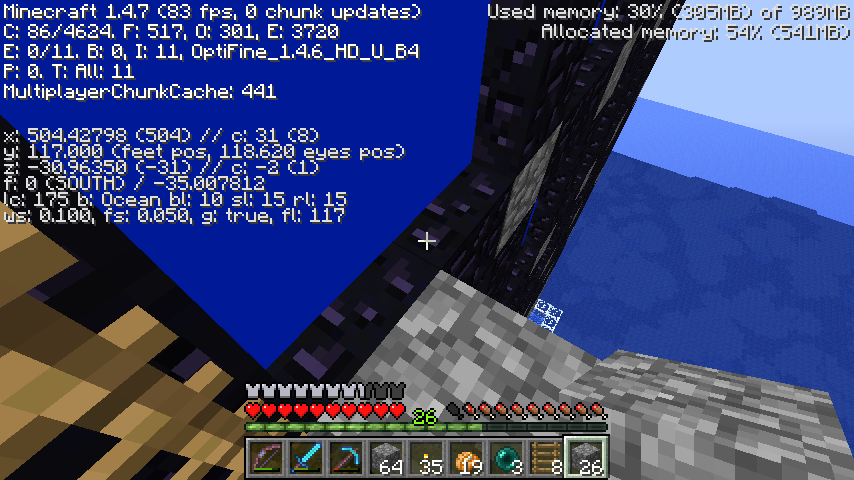 Minecraft 1.4.7 (83 fps, 0 chunk updates)
Used memory: 30% (305MB) of 989MB
C: 86/4624. F: 517, O: 301, E: 3720
Allocated memory: 54% (541MB)
E: 0/11. B: 0, I: 11, OptiFine_1.4.6_HD_U_B4
P: 0. T: All: 11
MultiplayerChunkCache: 441
x: 504.42798 (504) // c: 31 (8)
y: 117.000 (feet pos, 118.620 eyes pos)
z: -30.96350 (-31) // c: -2 (1)
f: 0 (SOUTH) / -35.007812
lc: 175 b: Ocean bl: 10 sl: 15 rl: 15
ws: 0.100, fs: 0.050, g: true, fl: 117
26
64 35 19 3 8 26